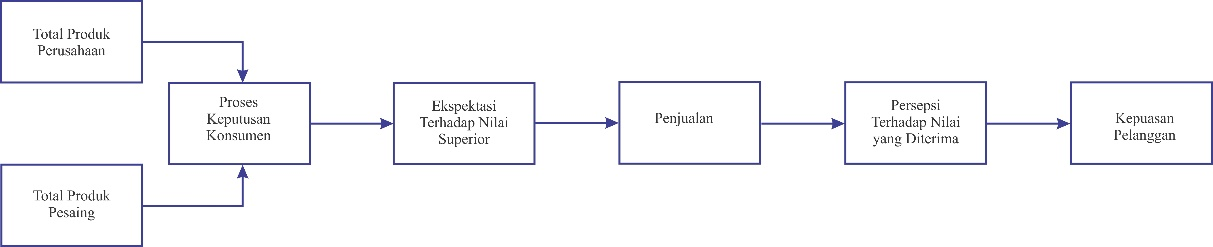 Total Produk
Perusahaan
Proses
Keputusan
Konsumen
Ekspektasi
Terhadap Nilai
Superior
Penjualan
Persepsi
Terhadap Nilai
yang Diterima
Kepuasan
Pelanggan
Total Produk
Pesaing